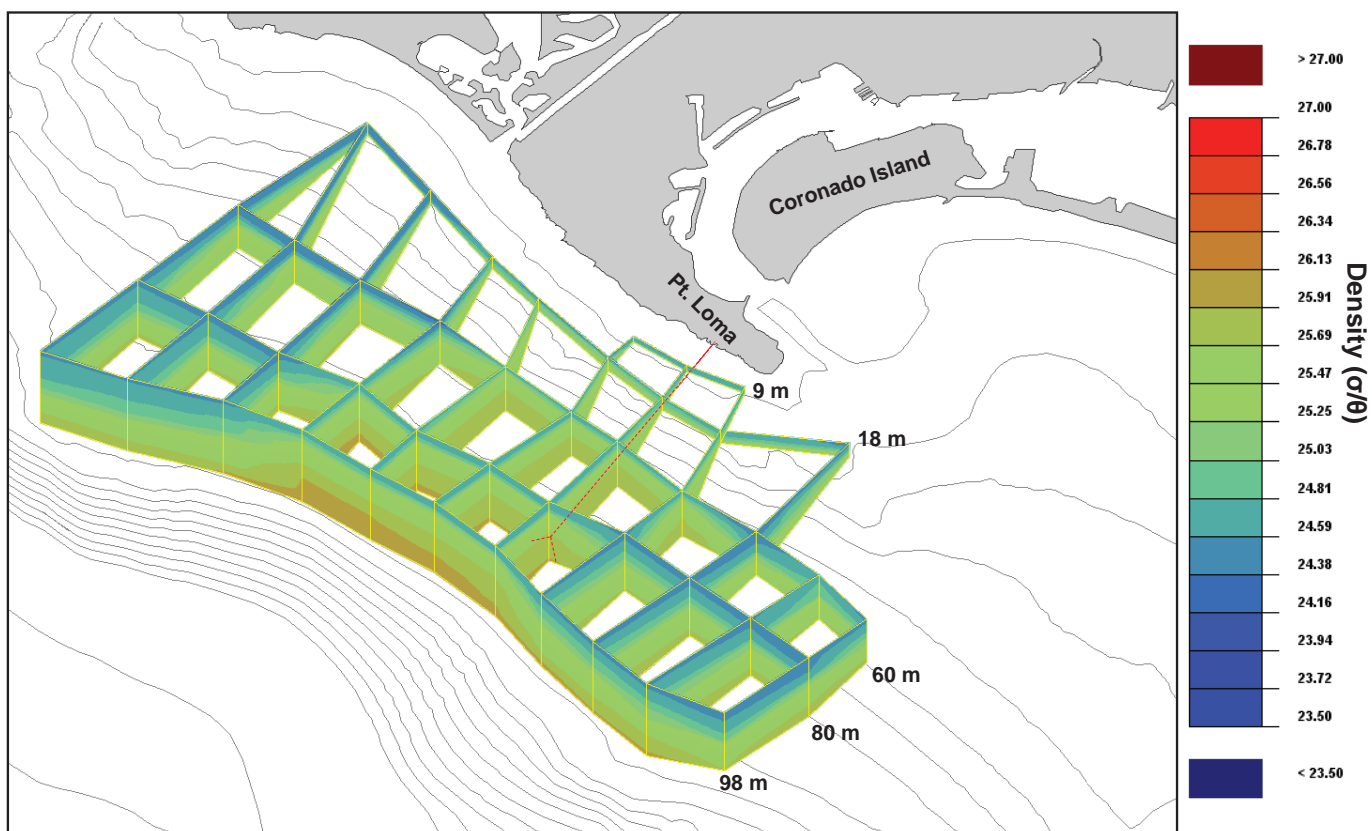 Coronado Island
Pt. Loma
9 m
18 m
60 m
80 m
98 m
> 27.00
27.00
26.78
26.56
26.34
26.13
25.91
25.69
25.47
25.25
25.03
24.81
24.59
24.38
24.16
23.94
23.72
23.50
< 23.50
Density (σ/θ)